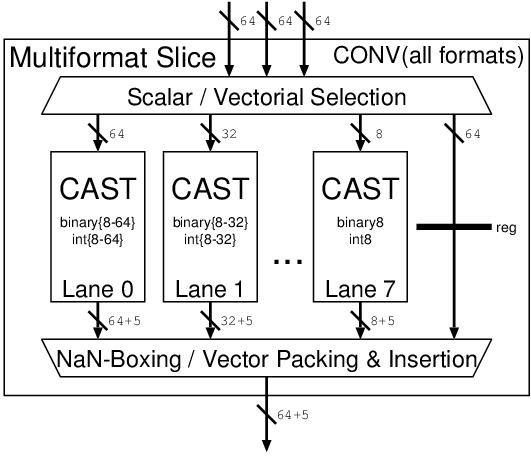 64 64 64
Multiformat Slice CONV(all formats)
Scalar / Vectorial Selection
64 32 8 64
CAST CAST CAST
binary{8-64} binary{8-32} binary8
int{8-64} int{8-32} int8
reg
...
Lane 0 Lane 1 Lane 7
64+5 32+5 8+5
NaN-Boxing / Vector Packing & Insertion
64+5